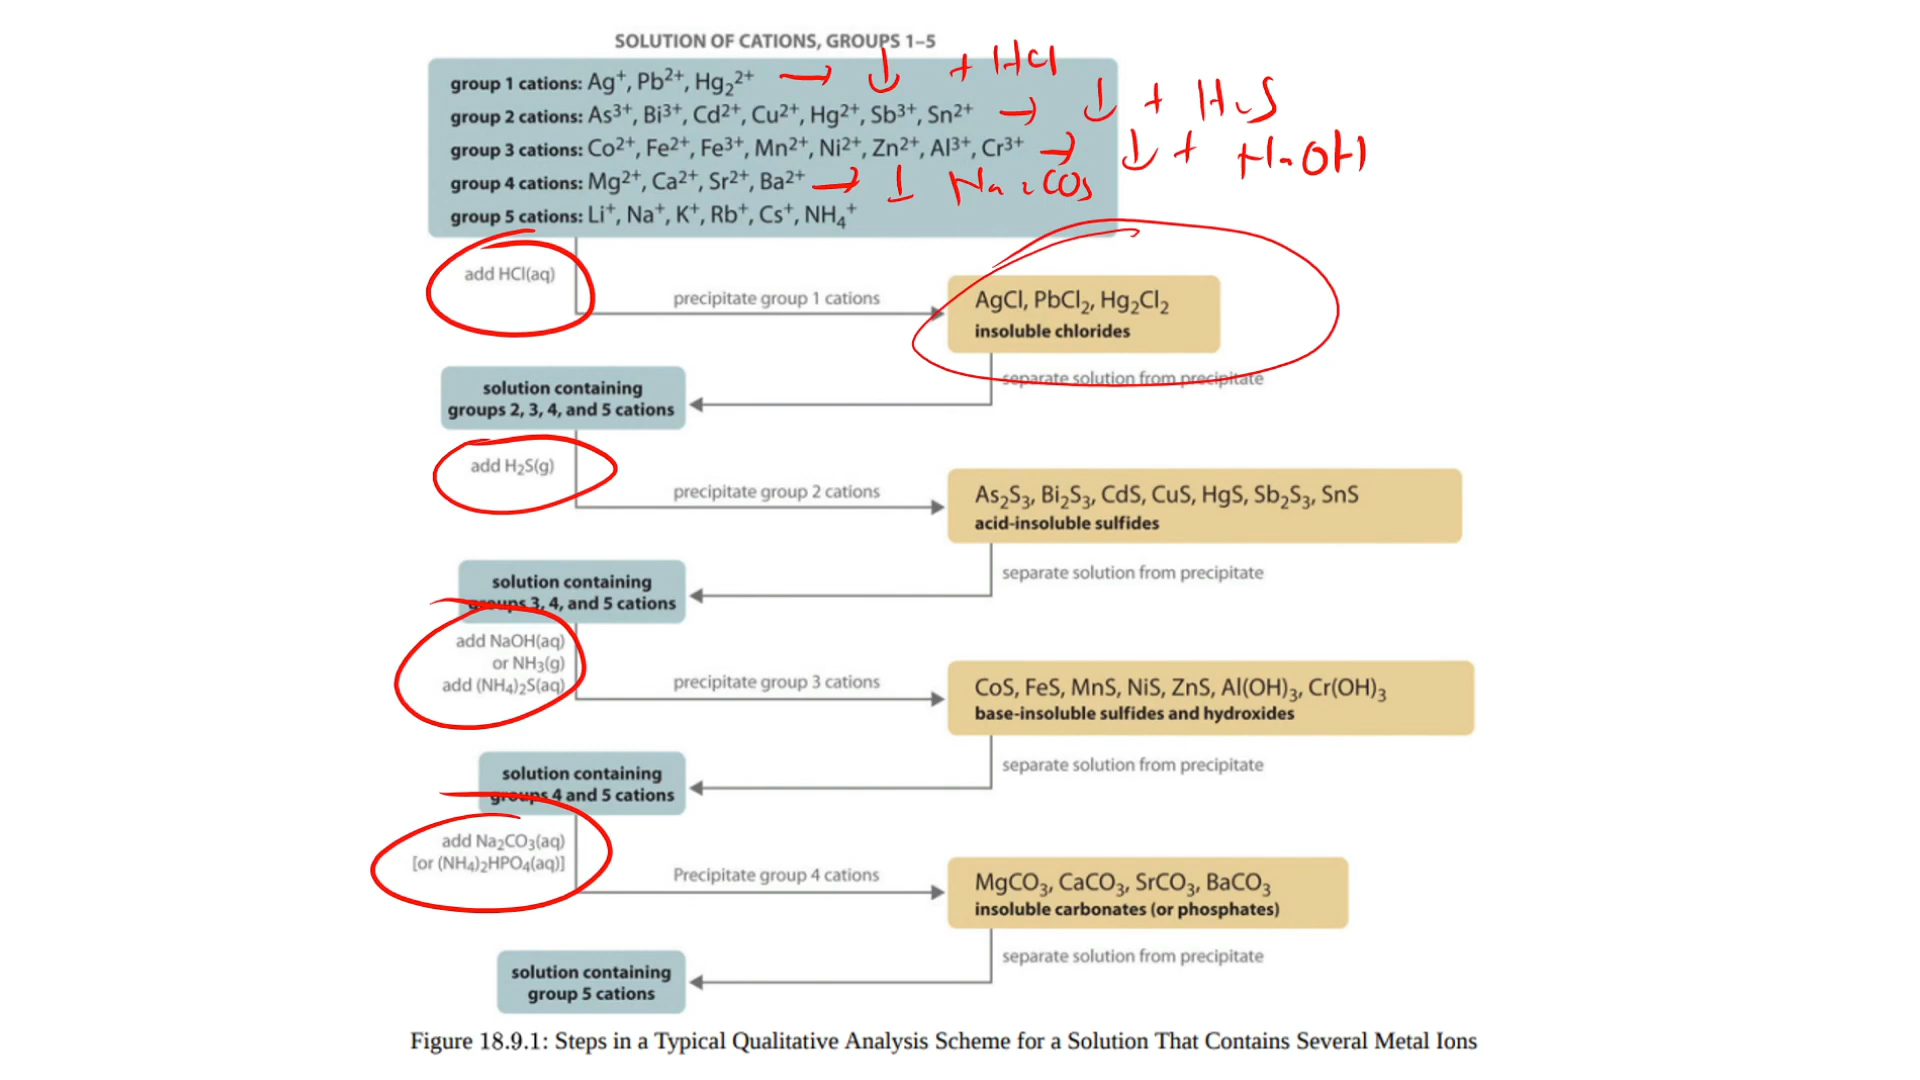 SOLUTION OF CATIONS, GROUPS 1–5
group 1 cations: Ag⁺, Pb²⁺, Hg₂²⁺ → ↓ + HCl
group 2 cations: As³⁺, Bi³⁺, Cd²⁺, Cu²⁺, Hg²⁺, Sb³⁺, Sn²⁺ → ↓ + H₂S
group 3 cations: Co²⁺, Fe²⁺, Fe³⁺, Mn²⁺, Ni²⁺, Zn²⁺, Al³⁺, Cr³⁺ → ↓ + NaOH
group 4 cations: Mg²⁺, Ca²⁺, Sr²⁺, Ba²⁺ → ↓ Na₂CO₃
group 5 cations: Li⁺, Na⁺, K⁺, Rb⁺, Cs⁺, NH₄⁺
add HCl(aq)
precipitate group 1 cations
AgCl, PbCl₂, Hg₂Cl₂
insoluble chlorides
separate solution from precipitate
solution containing
groups 2, 3, 4, and 5 cations
add H₂S(g)
precipitate group 2 cations
As₂S₃, Bi₂S₃, CdS, CuS, HgS, Sb₂S₃, SnS
acid-insoluble sulfides
separate solution from precipitate
solution containing
groups 3, 4, and 5 cations
add NaOH(aq)
or NH₃(g)
add (NH₄)₂S(aq)
precipitate group 3 cations
CoS, FeS, MnS, NiS, ZnS, Al(OH)₃, Cr(OH)₃
base-insoluble sulfides and hydroxides
separate solution from precipitate
solution containing
groups 4 and 5 cations
add Na₂CO₃(aq)
[or (NH₄)₂HPO₄(aq)]
Precipitate group 4 cations
MgCO₃, CaCO₃, SrCO₃, BaCO₃
insoluble carbonates (or phosphates)
separate solution from precipitate
solution containing
group 5 cations
Figure 18.9.1: Steps in a Typical Qualitative Analysis Scheme for a Solution That Contains Several Metal Ions